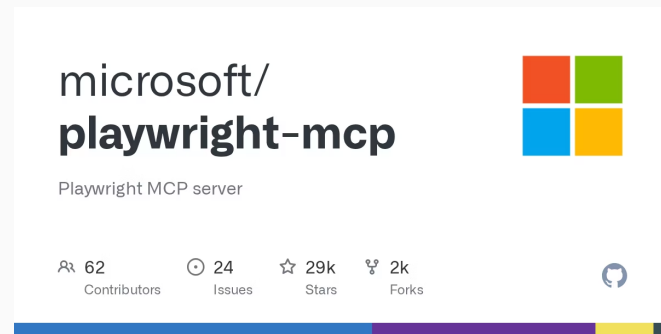 microsoft/
playwright-mcp
Playwright MCP server
62 24 29k 2k
Contributors Issues Stars Forks